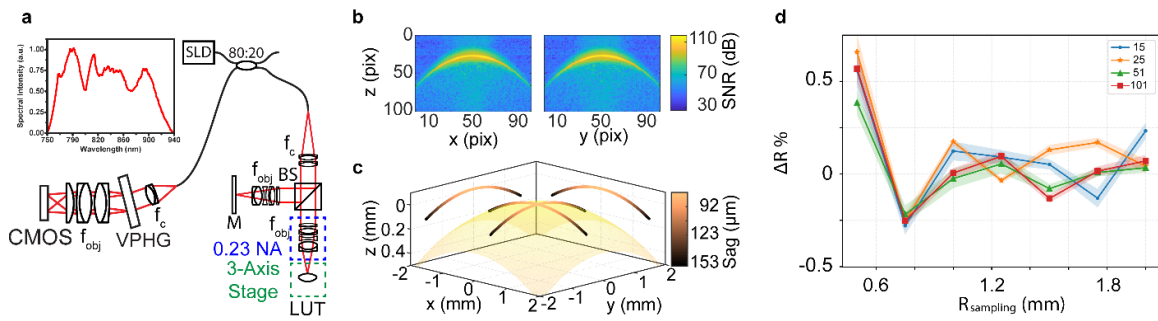 a
SLD
80:20
Spectral Intensity (a.u.)
1.00
0.75
0.50
0.25
0.00
750 790 820 840 860 900 940
Wavelength (nm)
f_c
f_obj BS
M
f_obj
0.23 NA
3-Axis
Stage
LUT
CMOS
f_obj
VPHG
f_c
b
z (pix)
0
50
100
10 50 90
x (pix)
10 50 90
y (pix)
110
70
30
SNR (dB)
c
z (mm)
0
0.2
0.4
-2 -1 0 1 2
x (mm)
-2 -1 0 1 2
y (mm)
92
123
153
Sag (µm)
d
ΔR %
0.5
0
-0.5
0.6 1.2 1.8
R_sampling (mm)
15
25
51
101